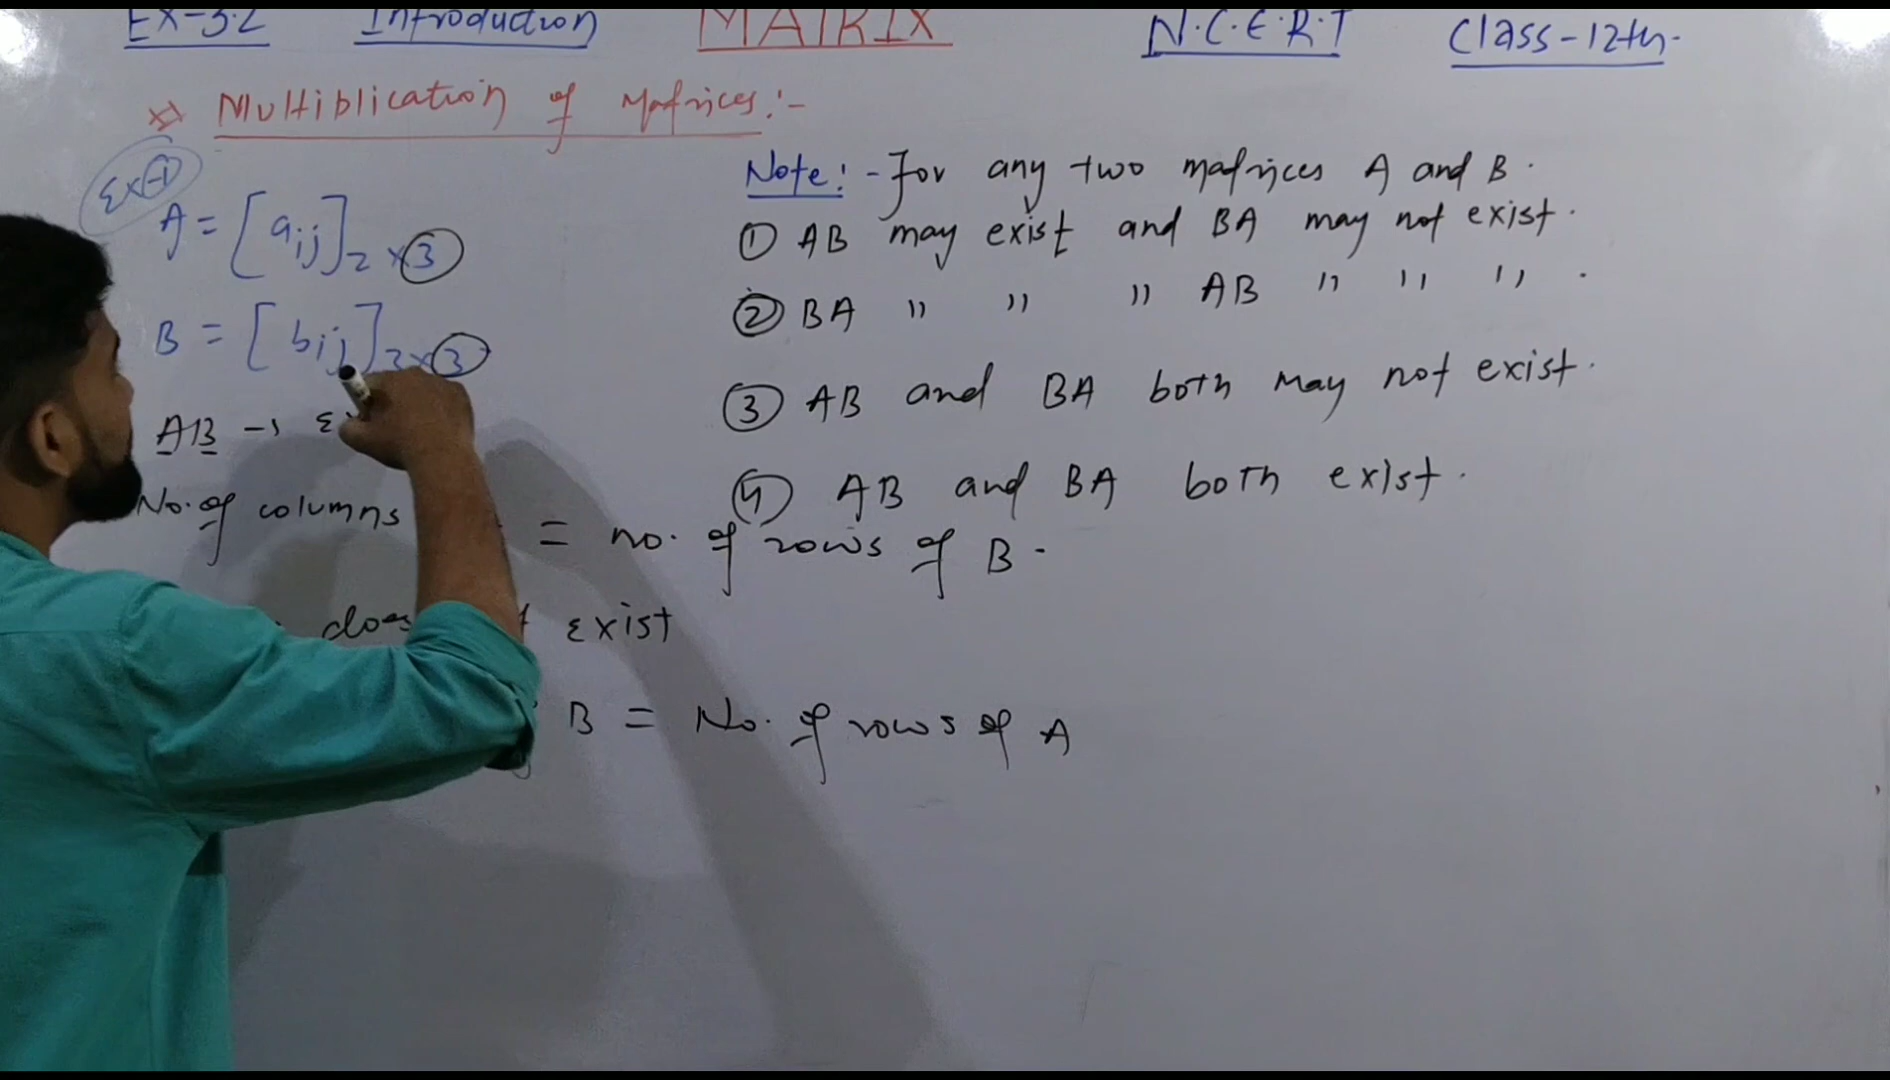 Ex-3.2 Introduction MATRIX N.C.E.R.T Class-12th.
Multiblication of Matrices:-
Ex-1
A = [aij]2×3
B = [bij]3×3
AB → Ex
No. of columns = no. of rows of B.
does exist
B = No. of rows of A
Note:- For any two matrices A and B.
① AB may exist and BA may not exist.
② BA " " " AB " " " .
③ AB and BA both may not exist.
④ AB and BA both exist.